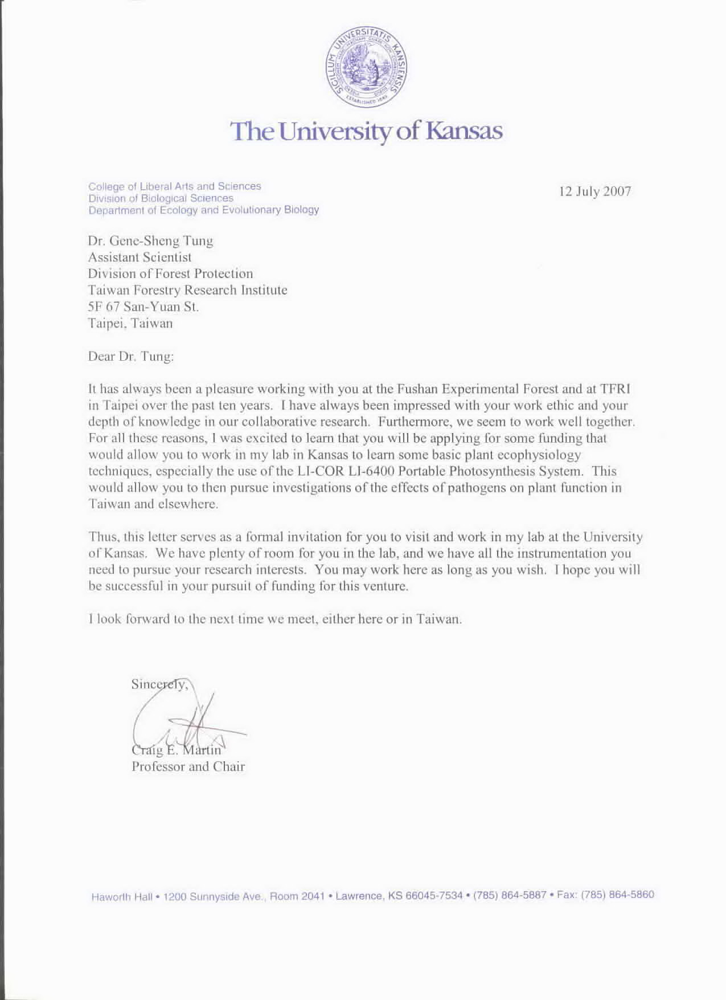 SIGILLUM UNIVERSITATIS KANSIENSIS
ESTABLISHED
The University of Kansas
College of Liberal Arts and Sciences
Division of Biological Sciences
Department of Ecology and Evolutionary Biology
12 July 2007
Dr. Gene-Sheng Tung
Assistant Scientist
Division of Forest Protection
Taiwan Forestry Research Institute
5F 67 San-Yuan St.
Taipei, Taiwan
Dear Dr. Tung:
It has always been a pleasure working with you at the Fushan Experimental Forest and at TFRI
in Taipei over the past ten years.  I have always been impressed with your work ethic and your
depth of knowledge in our collaborative research.  Furthermore, we seem to work well together.
For all these reasons, I was excited to learn that you will be applying for some funding that
would allow you to work in my lab in Kansas to learn some basic plant ecophysiology
techniques, especially the use of the LI-COR LI-6400 Portable Photosynthesis System.  This
would allow you to then pursue investigations of the effects of pathogens on plant function in
Taiwan and elsewhere.
Thus, this letter serves as a formal invitation for you to visit and work in my lab at the University
of Kansas.  We have plenty of room for you in the lab, and we have all the instrumentation you
need to pursue your research interests.  You may work here as long as you wish.  I hope you will
be successful in your pursuit of funding for this venture.
I look forward to the next time we meet, either here or in Taiwan.
Sincerely,
Craig E. Martin
Professor and Chair
Haworth Hall • 1200 Sunnyside Ave., Room 2041 • Lawrence, KS 66045-7534 • (785) 864-5887 • Fax: (785) 864-5860